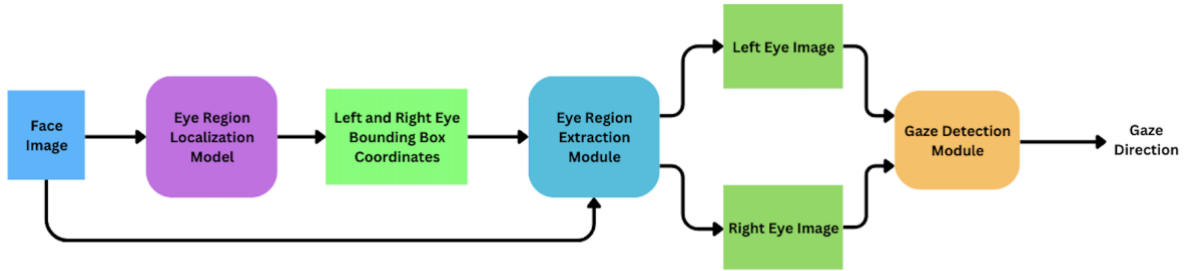 Face
Image
Eye Region
Localization
Model
Left and Right Eye
Bounding Box
Coordinates
Eye Region
Extraction
Module
Left Eye Image
Right Eye Image
Gaze Detection
Module
Gaze
Direction